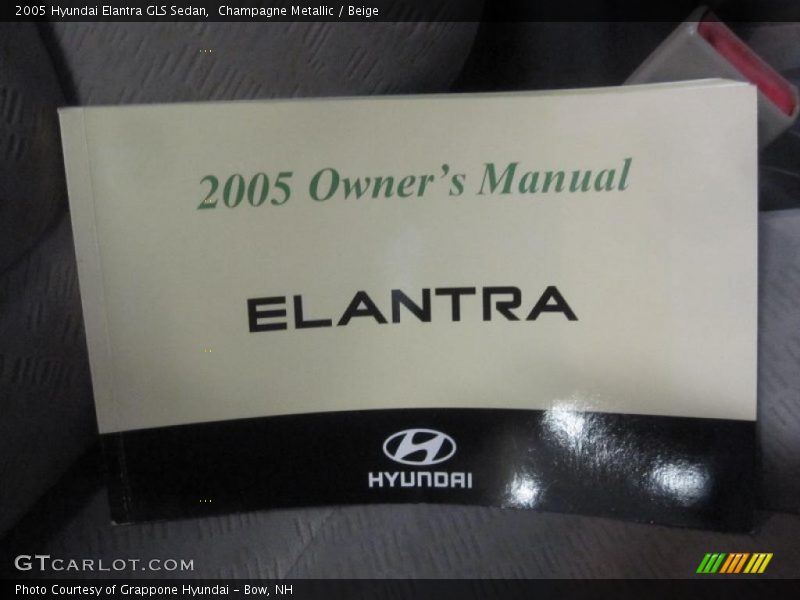 2005 Hyundai Elantra GLS Sedan,  Champagne Metallic / Beige
2005 Owner's Manual
ELANTRA
HYUNDAI
GTCARLOT.COM
Photo Courtesy of Grappone Hyundai - Bow, NH